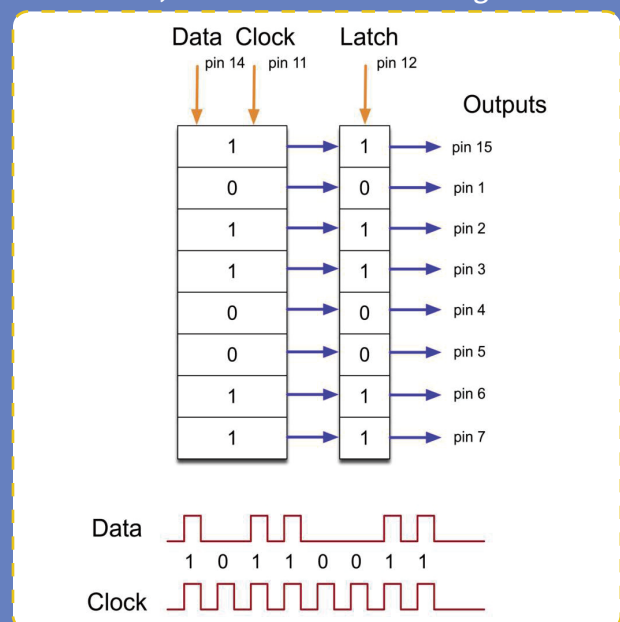 Data Clock Latch
pin 14 pin 11 pin 12
Outputs
1 1 pin 15
0 0 pin 1
1 1 pin 2
1 1 pin 3
0 0 pin 4
0 0 pin 5
1 1 pin 6
1 1 pin 7
Data
1 0 1 1 0 0 1 1
Clock